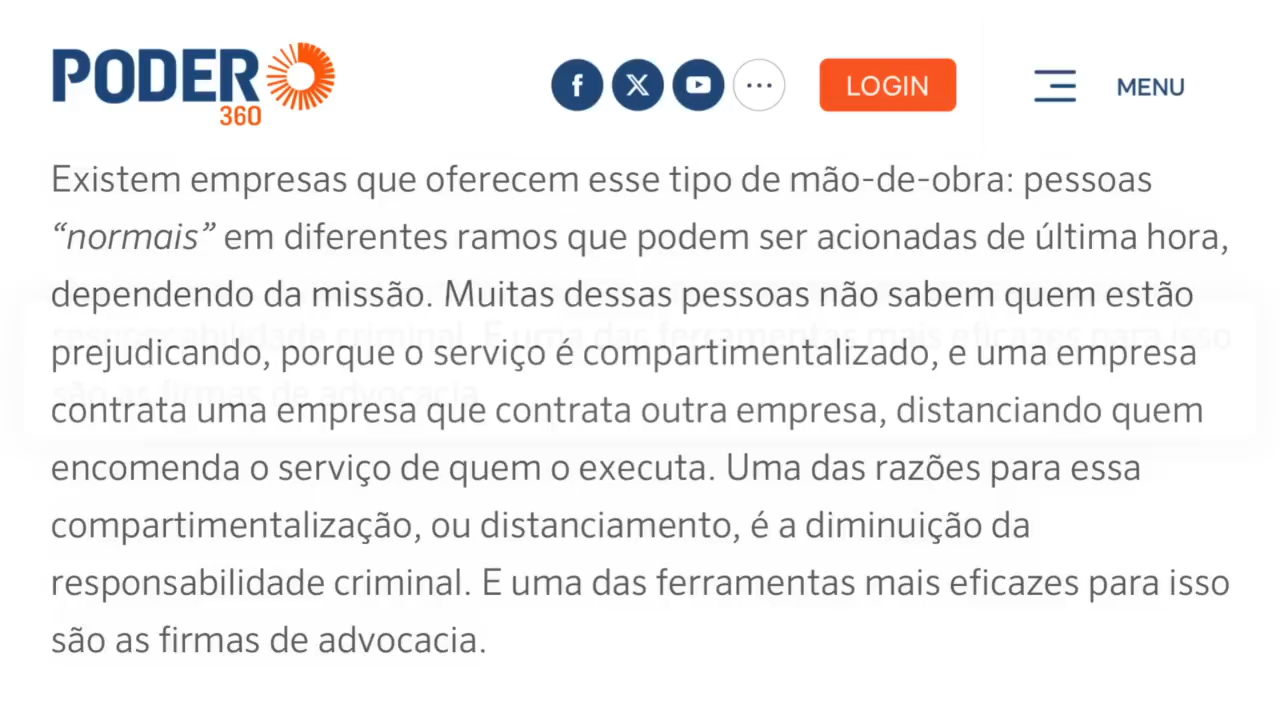 PODER
360
LOGIN
MENU
Existem empresas que oferecem esse tipo de mão-de-obra: pessoas
“normais” em diferentes ramos que podem ser acionadas de última hora,
dependendo da missão. Muitas dessas pessoas não sabem quem estão
prejudicando, porque o serviço é compartimentalizado, e uma empresa
contrata uma empresa que contrata outra empresa, distanciando quem
encomenda o serviço de quem o executa. Uma das razões para essa
compartimentalização, ou distanciamento, é a diminuição da
responsabilidade criminal. E uma das ferramentas mais eficazes para isso
são as firmas de advocacia.